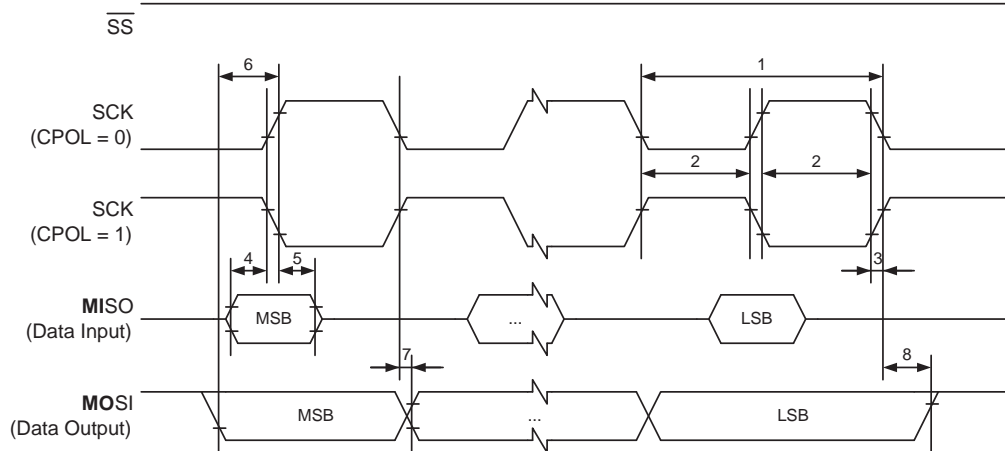 SS
6
1
SCK
(CPOL = 0)
2
2
SCK
(CPOL = 1)
4
5
3
MISO
(Data Input)
MSB
...
LSB
7
8
MOSI
(Data Output)
MSB
...
LSB